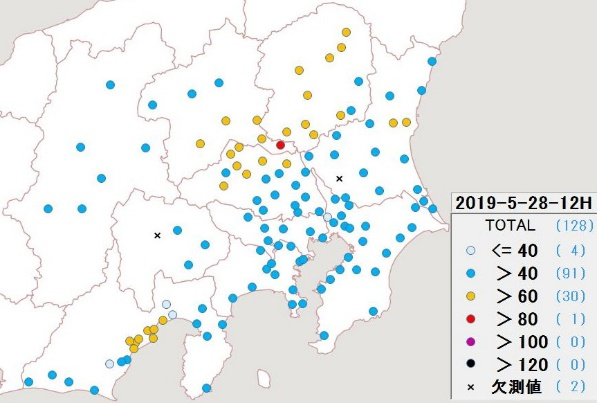 2019-5-28-12H
TOTAL (128)
<= 40 ( 4)
> 40 (91)
> 60 (30)
> 80 ( 1)
> 100 ( 0)
> 120 ( 0)
× 欠測値 ( 2)